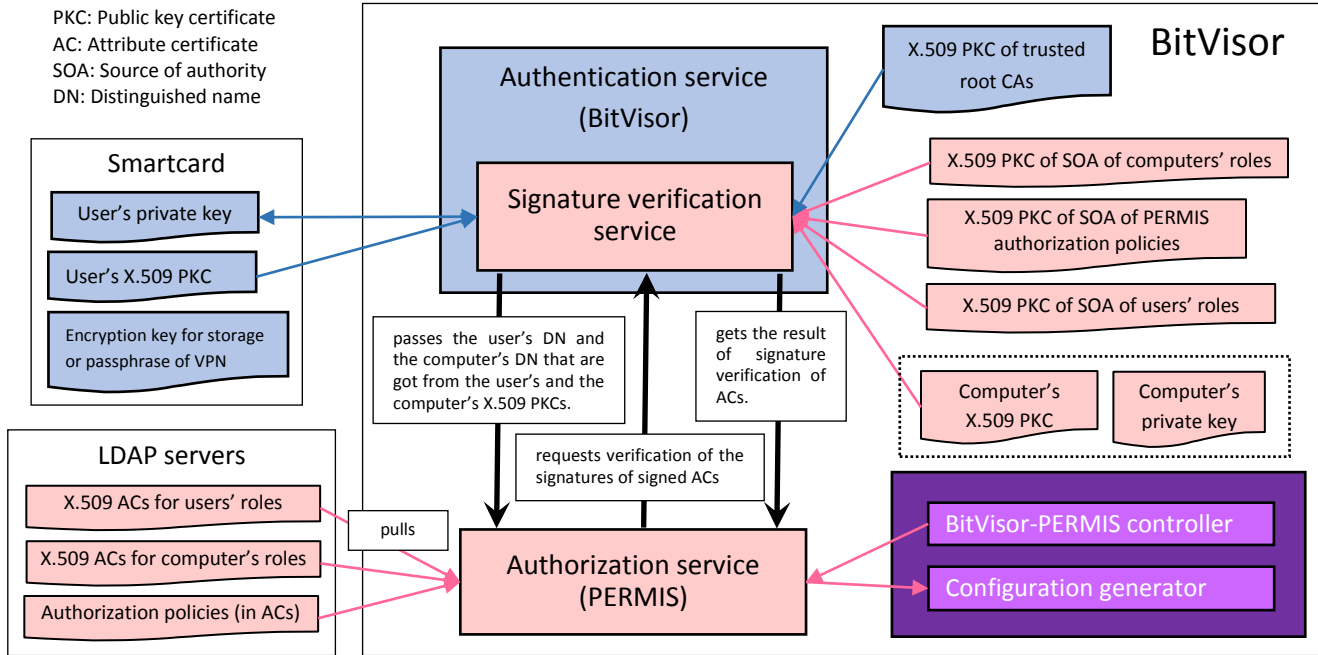 PKC: Public key certificate
AC: Attribute certificate
SOA: Source of authority
DN: Distinguished name
BitVisor
Authentication service
(BitVisor)
Signature verification
service
X.509 PKC of trusted
root CAs
X.509 PKC of SOA of computers’ roles
X.509 PKC of SOA of PERMIS
authorization policies
X.509 PKC of SOA of users’ roles
Computer’s
X.509 PKC
Computer’s
private key
Smartcard
User’s private key
User’s X.509 PKC
Encryption key for storage
or passphrase of VPN
passes the user’s DN and
the computer’s DN that are
got from the user’s and the
computer’s X.509 PKCs.
gets the result
of signature
verification of
ACs.
requests verification of the
signatures of signed ACs
LDAP servers
X.509 ACs for users’ roles
X.509 ACs for computer’s roles
Authorization policies (in ACs)
pulls
Authorization service
(PERMIS)
BitVisor-PERMIS controller
Configuration generator